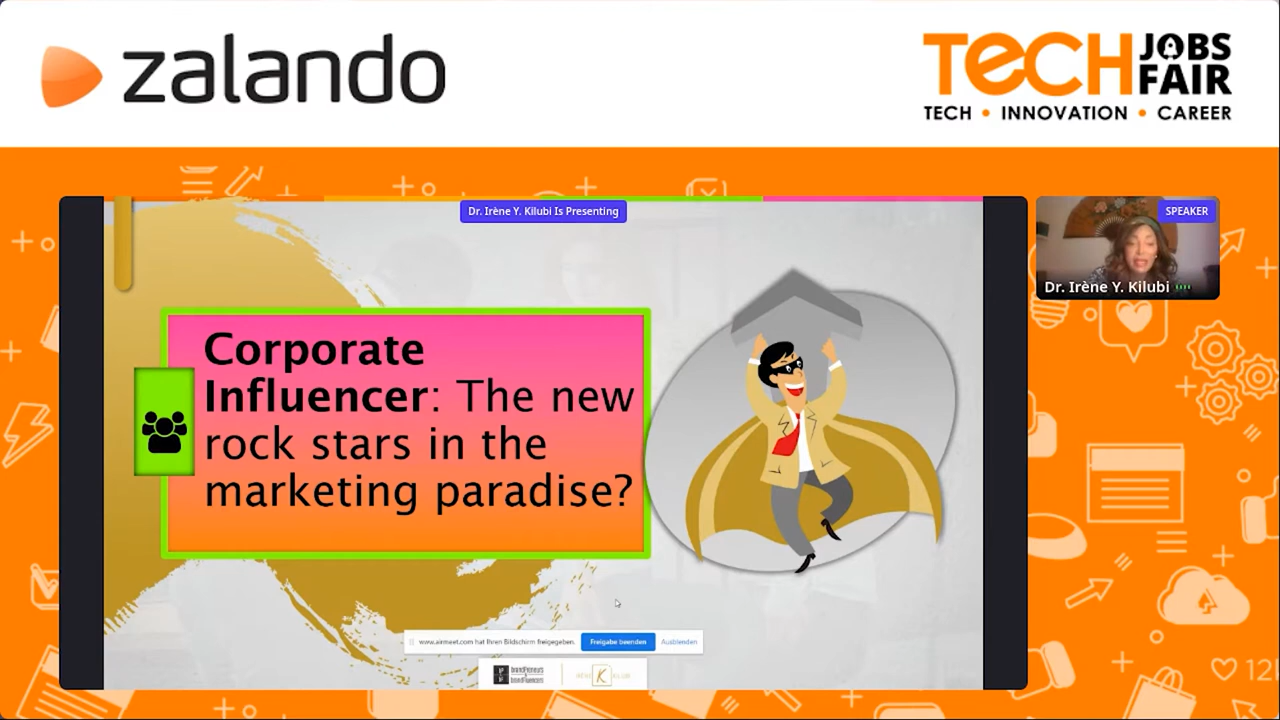 zalando
TECH JOBS
FAIR
TECH • INNOVATION • CAREER
Dr. Irène Y. Kilubi Is Presenting
SPEAKER
Dr. Irène Y. Kilubi
Corporate
Influencer: The new
rock stars in the
marketing paradise?
www.airmeet.com hat Ihren Bildschirm freigegeben.
Freigabe beenden
Ausblenden
K